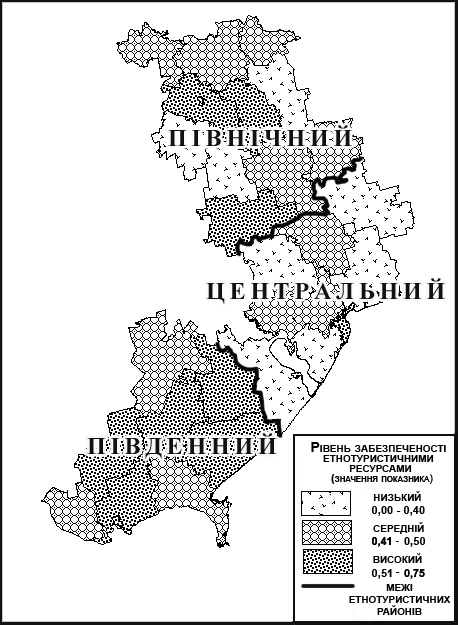 ПІВНІЧНИЙ
ЦЕНТРАЛЬНИЙ
ПІВДЕННИЙ
РІВЕНЬ ЗАБЕЗПЕЧЕНОСТІ
ЕТНОТУРИСТИЧНИМИ
РЕСУРСАМИ
(ЗНАЧЕННЯ ПОКАЗНИКА)
НИЗЬКИЙ
0,00 - 0,40
СЕРЕДНІЙ
0,41 - 0,50
ВИСОКИЙ
0,51 - 0,75
МЕЖІ
ЕТНОТУРИСТИЧНИХ
РАЙОНІВ